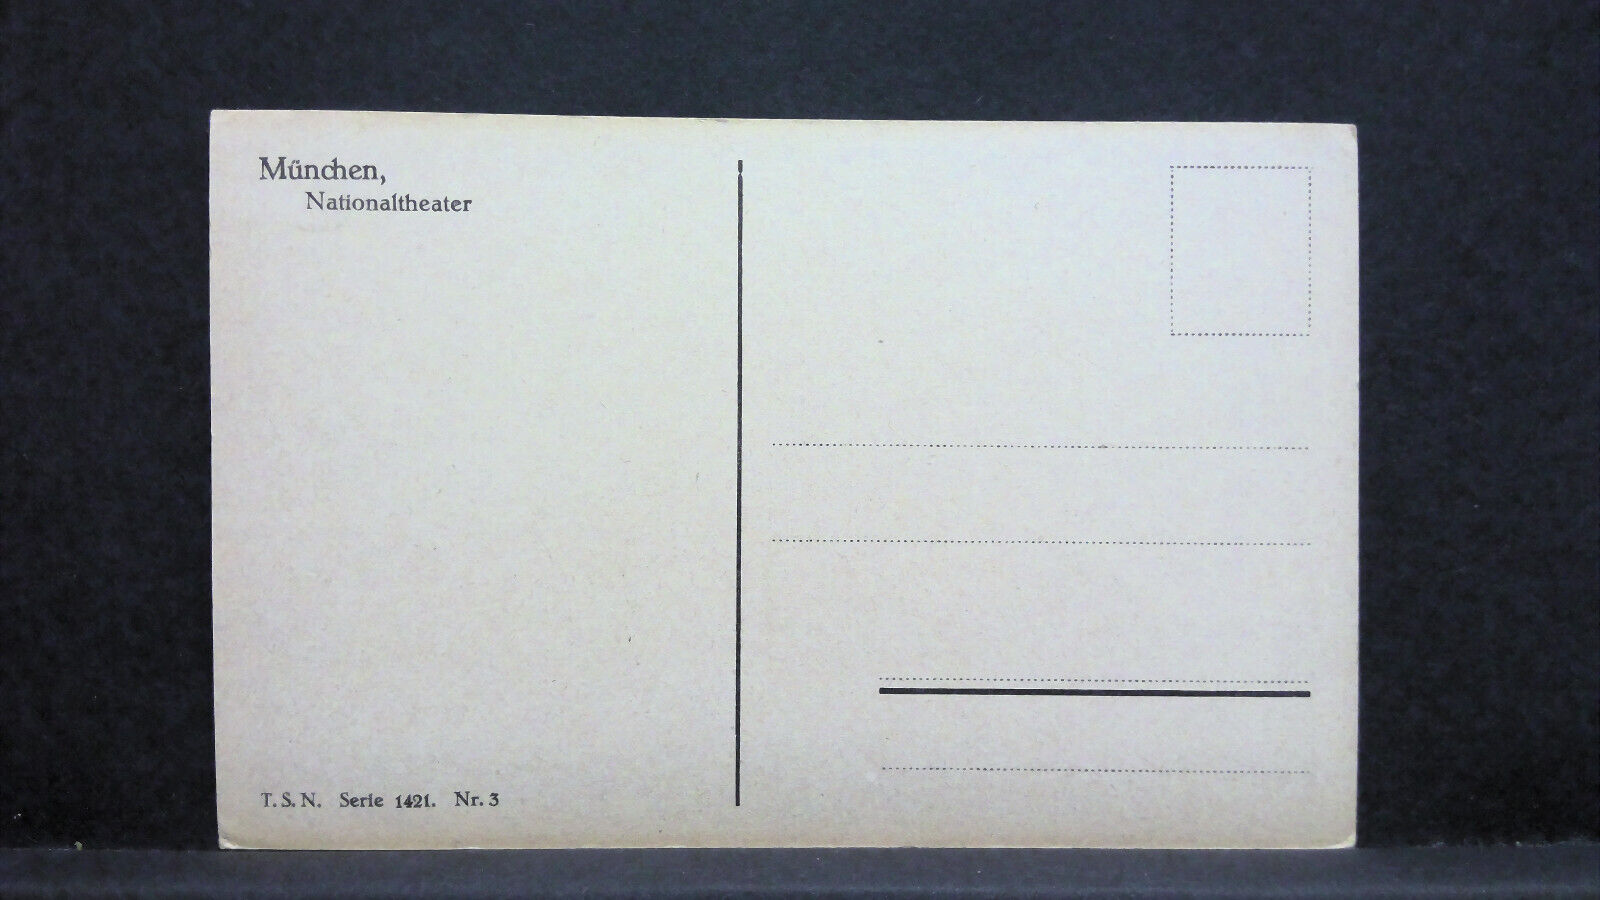 München,
Nationaltheater
T. S. N. Serie 1421. Nr. 3